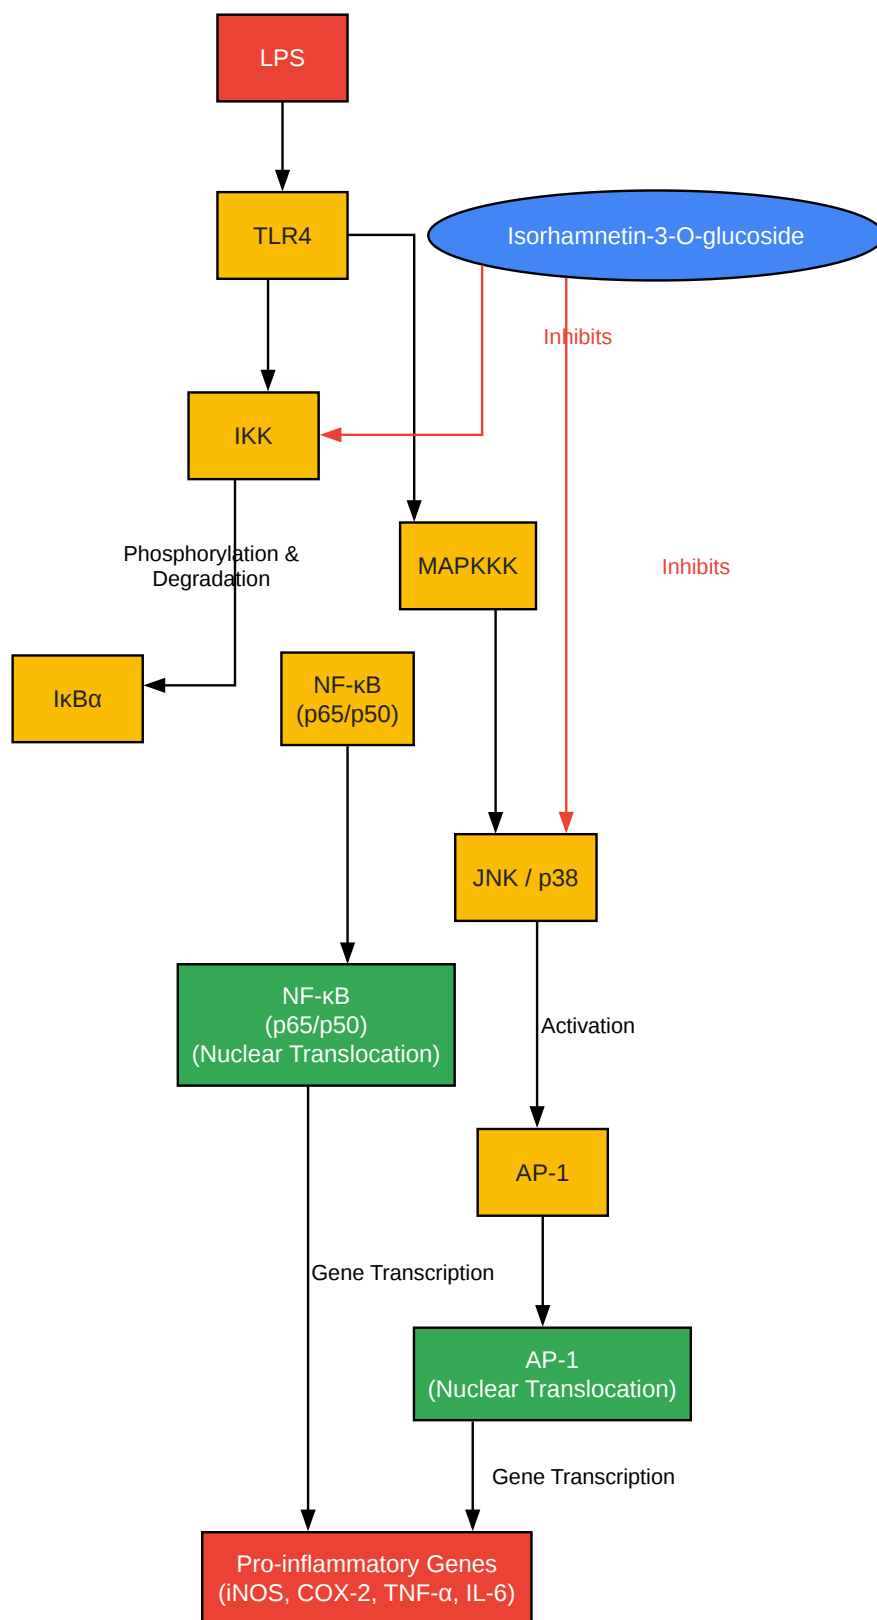 LPS
TLR4
Isorhamnetin-3-O-glucoside
Inhibits
IKK
Phosphorylation &
Degradation
MAPKKK
Inhibits
IκBα
NF-κB
(p65/p50)
JNK / p38
NF-κB
(p65/p50)
(Nuclear Translocation)
Activation
AP-1
Gene Transcription
AP-1
(Nuclear Translocation)
Gene Transcription
Pro-inflammatory Genes
(iNOS, COX-2, TNF-α, IL-6)